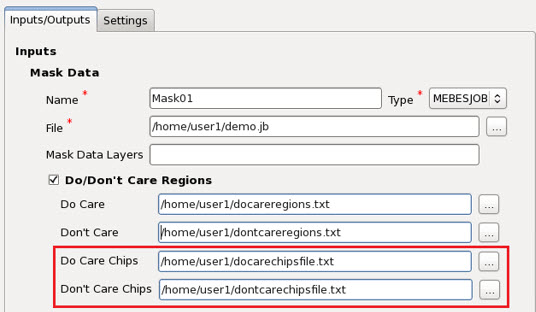 Inputs/Outputs Settings
Inputs
Mask Data
Name * Mask01 Type * MEBESJOB
File * /home/user1/demo.jb ...
Mask Data Layers
Do/Don't Care Regions
Do Care /home/user1/docareregions.txt ...
Don't Care /home/user1/dontcareregions.txt ...
Do Care Chips /home/user1/docarechipsfile.txt ...
Don't Care Chips /home/user1/dontcarechipsfile.txt ...